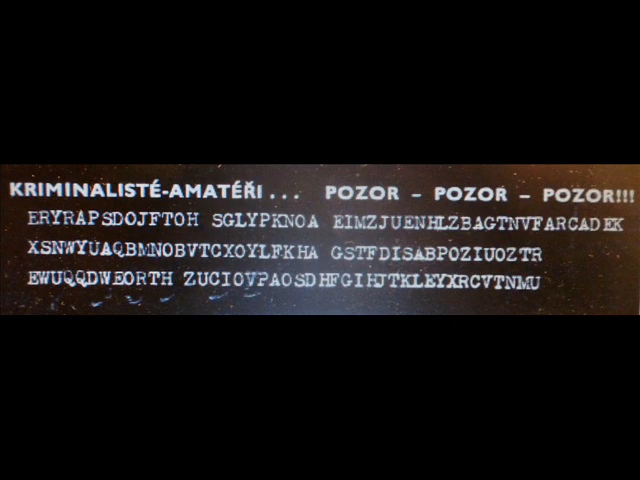 KRIMINALISTÉ-AMATÉŘI... POZOR – POZOR – POZOR!!!
ERYRAPSDOJFTOH SGLYPKNOA EIMZJUENHLZBAGTNVFARCADEK
XSNWYUAQBMNOBVTCXOYLFKHA GSTFDISABPOZIUOZTR
EWUQQDWEORTH ZUCIOVPAOSDHFGIHJTKLEYXRCVTNMU